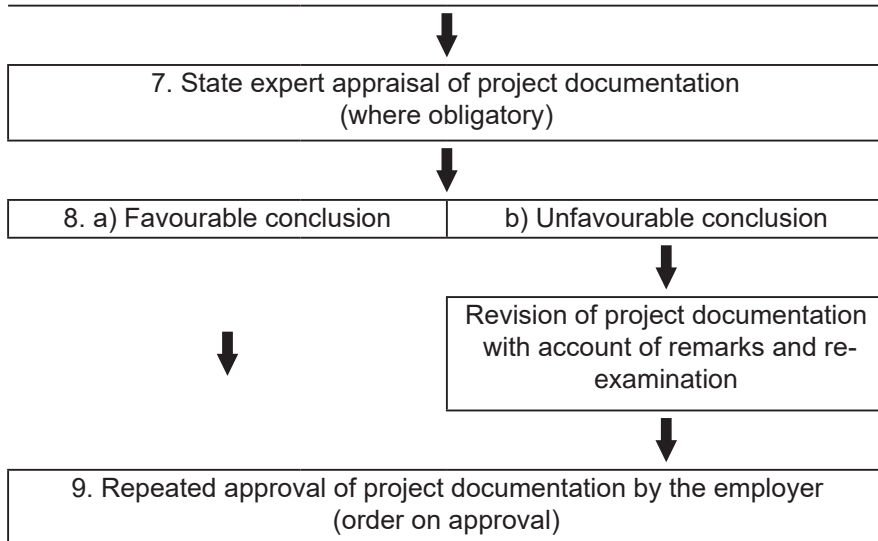 7. State expert appraisal of project documentation
(where obligatory)
8. a) Favourable conclusion
b) Unfavourable conclusion
Revision of project documentation
with account of remarks and re-
examination
9. Repeated approval of project documentation by the employer
(order on approval)